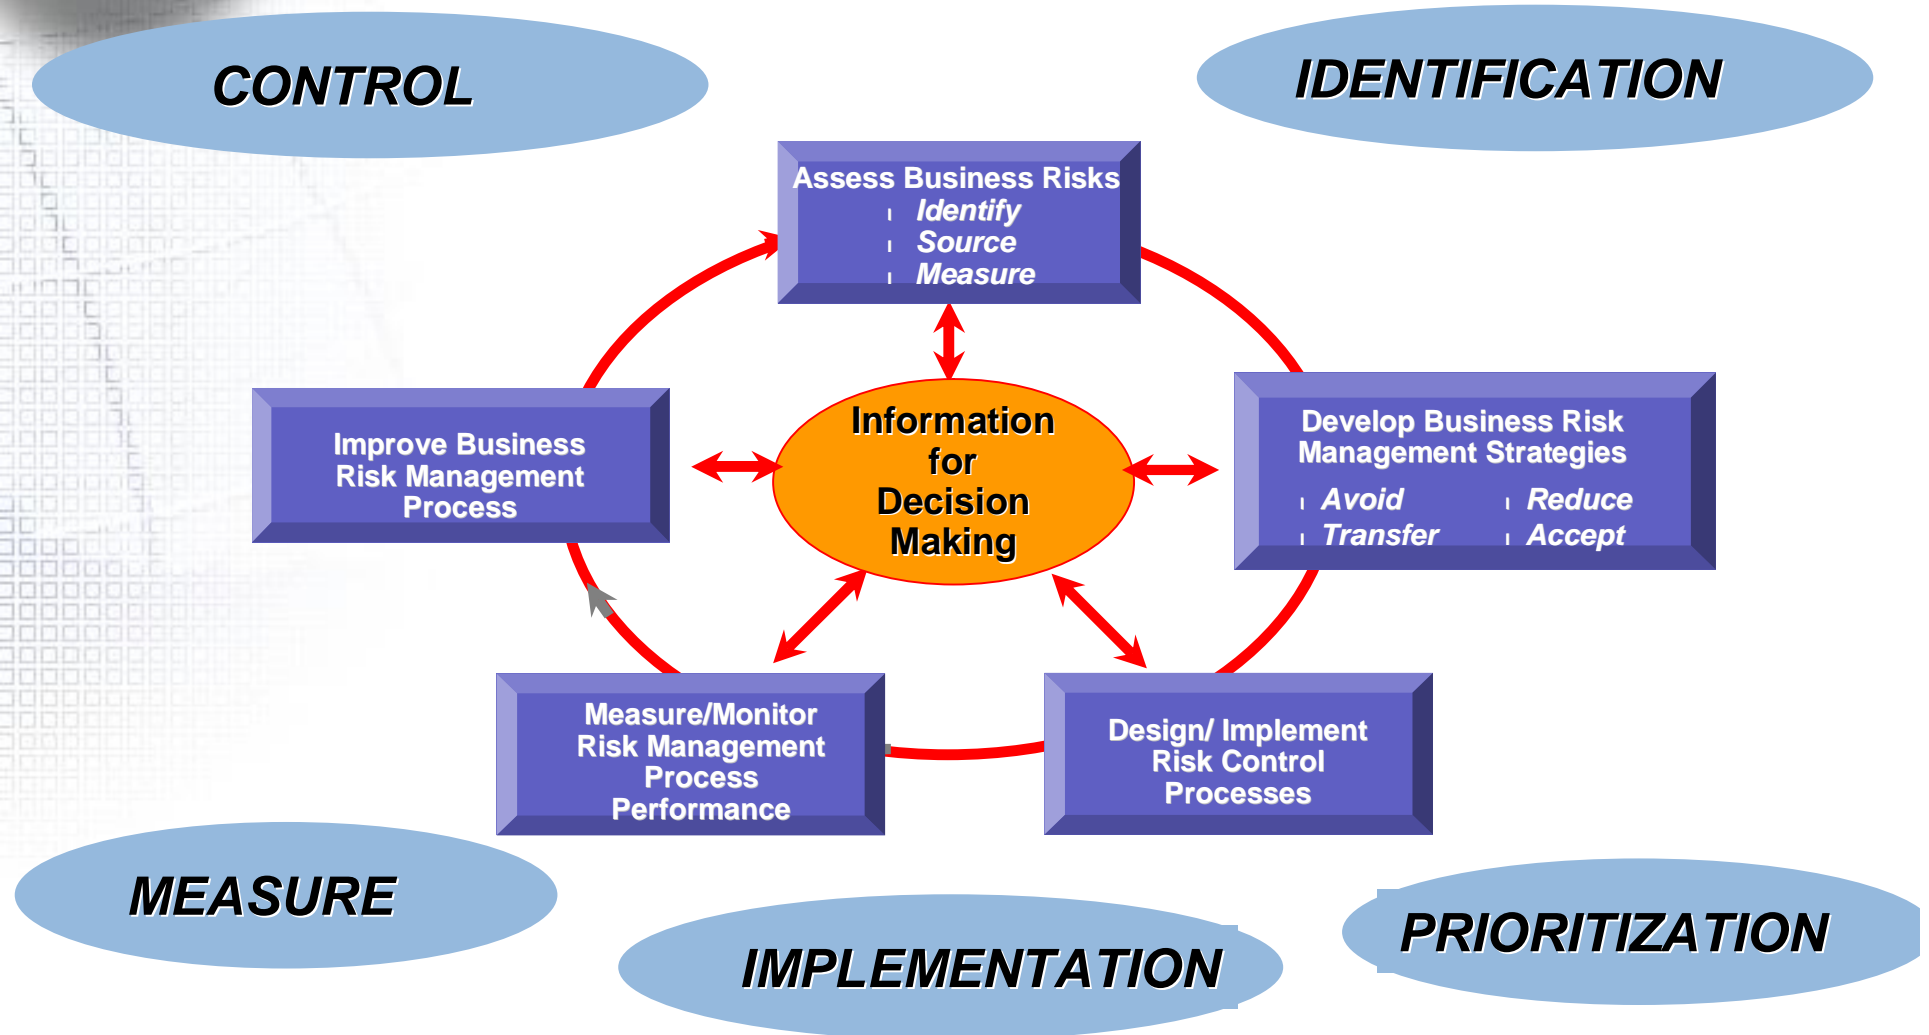 CONTROL
IDENTIFICATION
Assess Business Risks
Identify
Source
Measure
Improve Business
Risk Management
Process
Information
for
Decision
Making
Develop Business Risk
Management Strategies
Avoid Reduce
Transfer Accept
Measure/Monitor
Risk Management
Process
Performance
Design/ Implement
Risk Control
Processes
MEASURE
IMPLEMENTATION
PRIORITIZATION